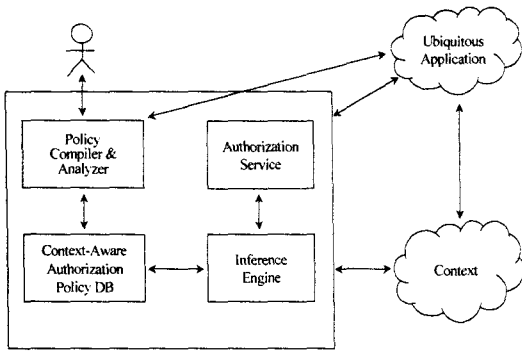 Ubiquitous
Application
Policy
Compiler &
Analyzer
Authorization
Service
Context-Aware
Authorization
Policy DB
Inference
Engine
Context